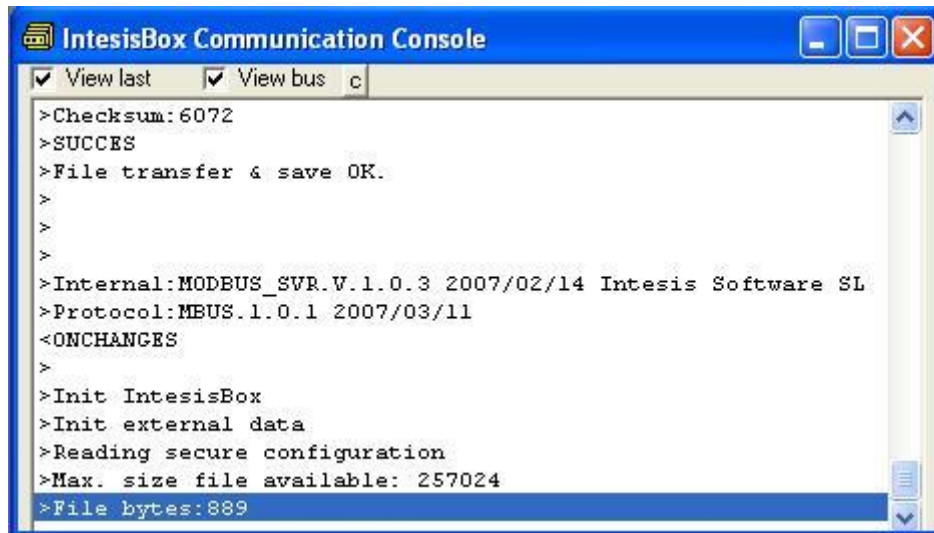 IntesisBox Communication Console
View last View bus c
>Checksum:6072
>SUCCES
>File transfer & save OK.
>
>
>
>Internal:MODBUS_SVR.V.1.0.3 2007/02/14 Intesis Software SL
>Protocol:MBUS.1.0.1 2007/03/11
<ONCHANGES
>
>Init IntesisBox
>Init external data
>Reading secure configuration
>Max. size file available: 257024
>File bytes:889